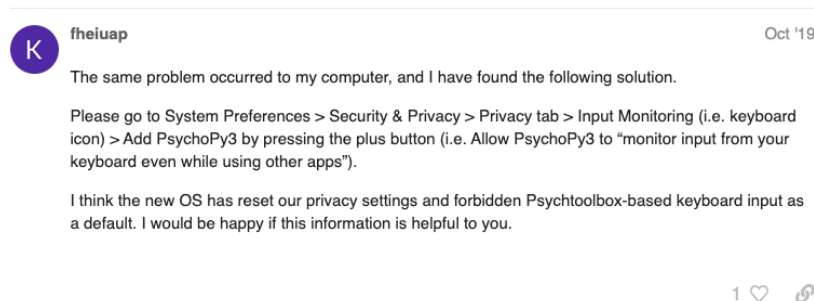 K
fheiuap
Oct '19
The same problem occurred to my computer, and I have found the following solution.
Please go to System Preferences > Security & Privacy > Privacy tab > Input Monitoring (i.e. keyboard
icon) > Add PsychoPy3 by pressing the plus button (i.e. Allow PsychoPy3 to “monitor input from your
keyboard even while using other apps”).
I think the new OS has reset our privacy settings and forbidden Psychtoolbox-based keyboard input as
a default. I would be happy if this information is helpful to you.
1